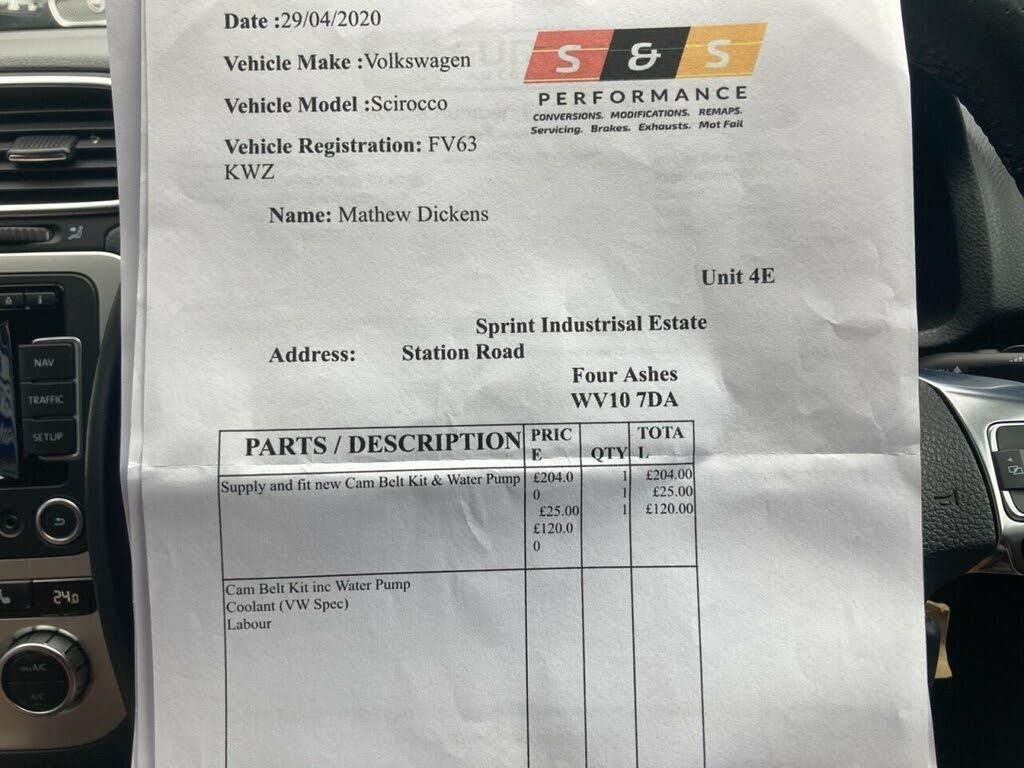 Date :29/04/2020
Vehicle Make :Volkswagen
Vehicle Model :Scirocco
Vehicle Registration: FV63
KWZ
S & S
PERFORMANCE
CONVERSIONS. MODIFICATIONS. REMAPS.
Servicing. Brakes. Exhausts. Mot Fail
Name: Mathew Dickens
Unit 4E
Sprint Industrisal Estate
Address: Station Road
Four Ashes
WV10 7DA
PARTS / DESCRIPTION PRIC QTY TOTA
E L
Supply and fit new Cam Belt Kit & Water Pump £204.0 1 £204.00
0 1 £25.00
£25.00 1 £120.00
£120.0
0
Cam Belt Kit inc Water Pump
Coolant (VW Spec)
Labour
NAV
TRAFFIC
SETUP
24.0
A/C